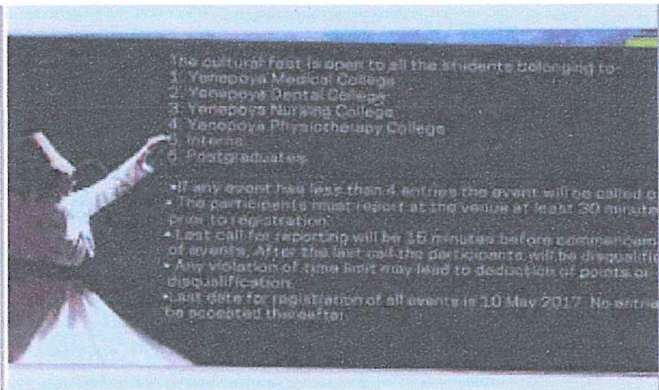 The cultural fest is open to all the students belonging to:
1. Yenepoya Medical College
2. Yenepoya Dental College
3. Yenepoya Nursing College
4. Yenepoya Physiotherapy College
5. Interns
6. Postgraduates
•If any event has less than 4 entries the event will be called o
• The participants must report at the venue at least 30 minute
prior to registration
• Last call for reporting will be 15 minutes before commencem
of events. After the last call the participants will be disqualifie
• Any violation of time limit may lead to deduction of points or
disqualification.
•Last date for registration of all events is 10 May 2017. No entrie
be accepted thereafter.